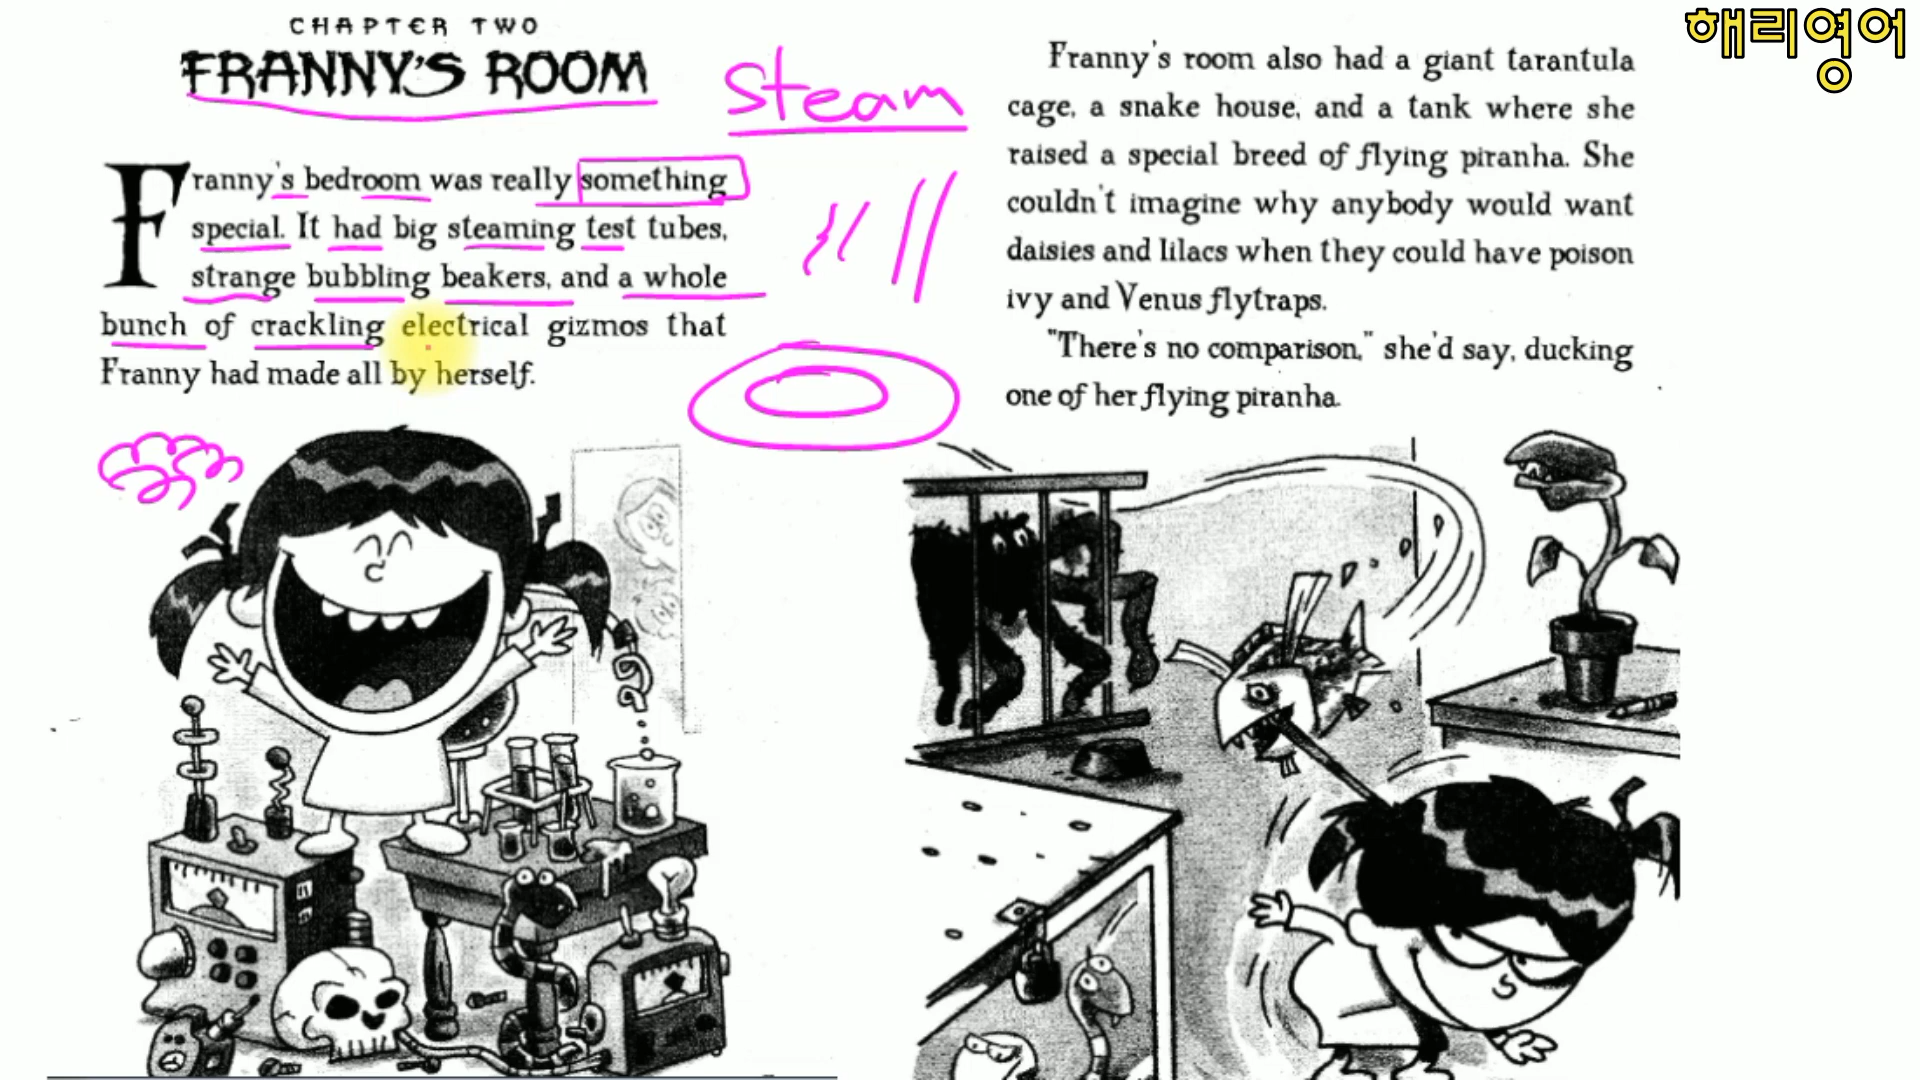 CHAPTER TWO
FRANNY'S ROOM
steam
Franny's bedroom was really something
special. It had big steaming test tubes,
strange bubbling beakers, and a whole
bunch of crackling electrical gizmos that
Franny had made all by herself.
해리영어
Franny's room also had a giant tarantula
cage, a snake house, and a tank where she
raised a special breed of flying piranha. She
couldn't imagine why anybody would want
daisies and lilacs when they could have poison
ivy and Venus flytraps.
"There's no comparison," she'd say, ducking
one of her flying piranha.